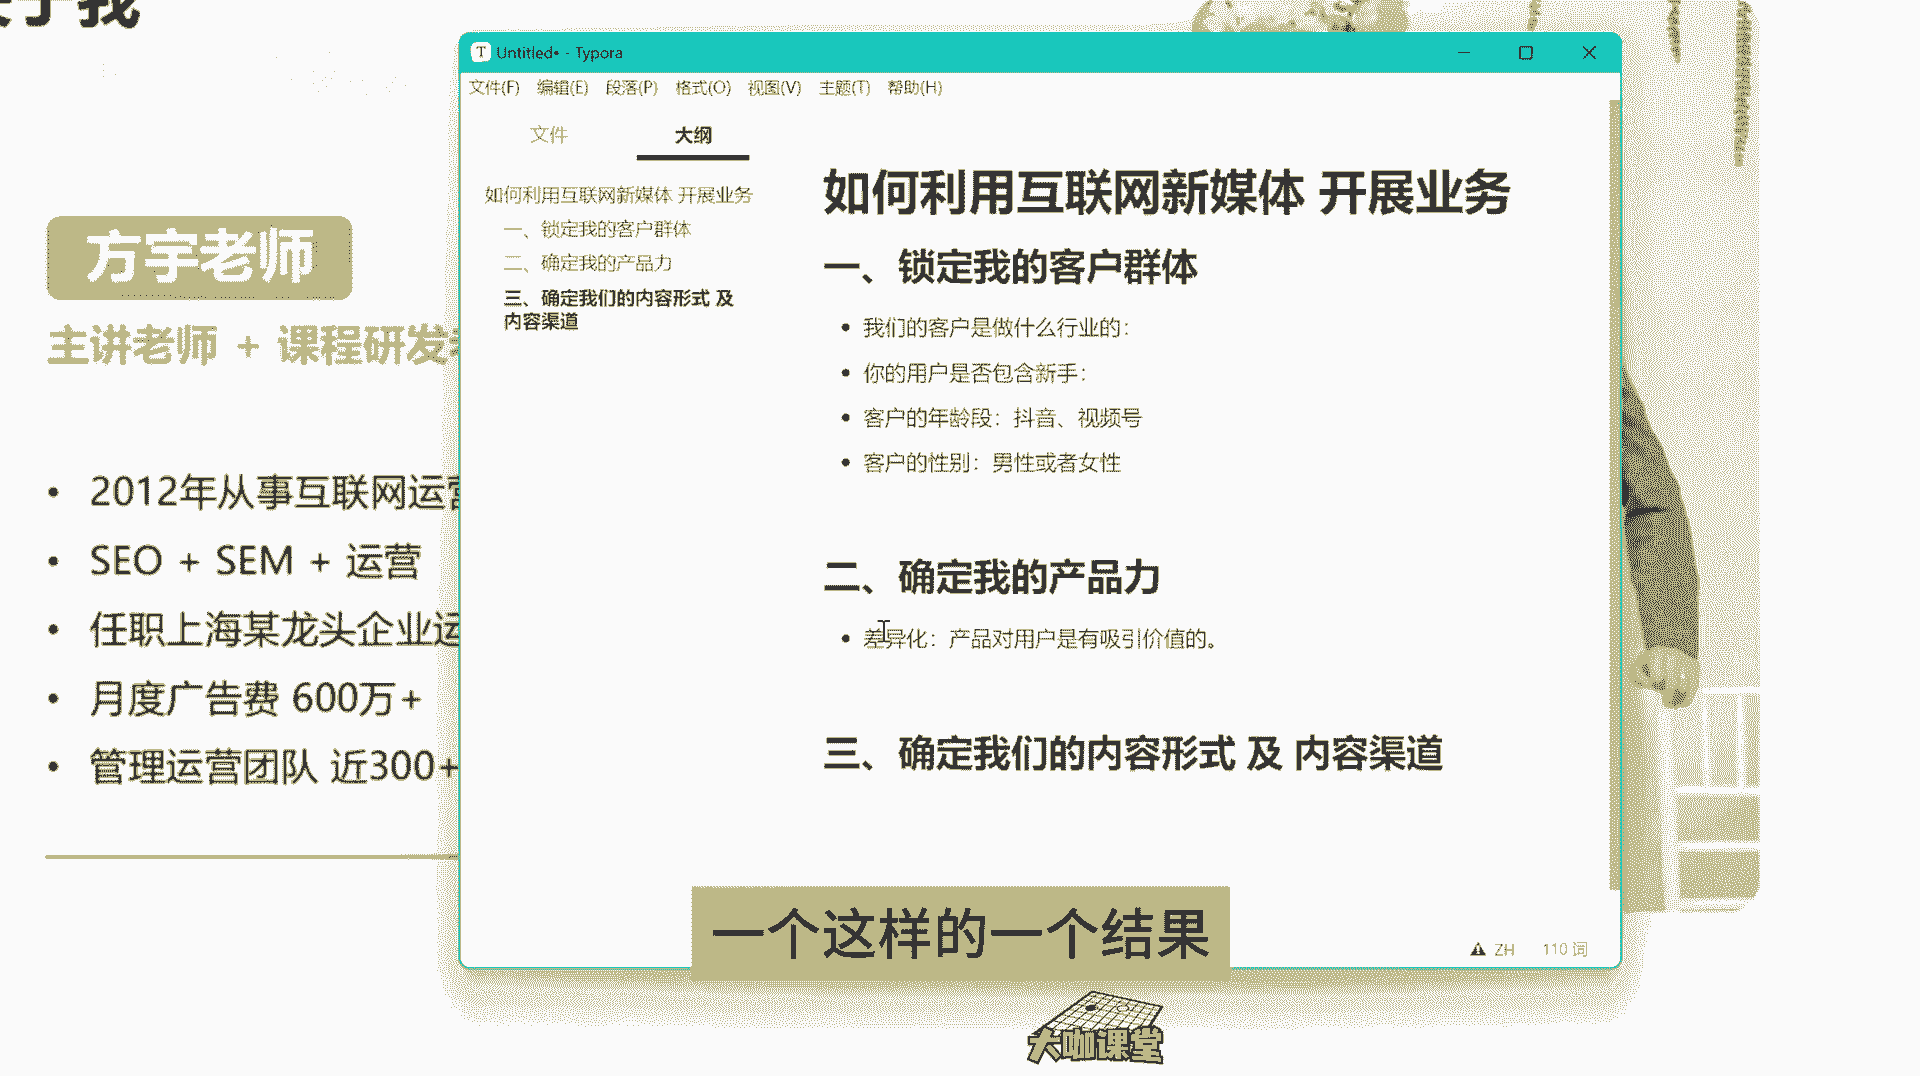 Untitled• - Typora
文件(F) 编辑(E) 段落(P) 格式(O) 视图(V) 主题(T) 帮助(H)
文件 大纲
如何利用互联网新媒体 开展业务
一、锁定我的客户群体
二、确定我的产品力
三、确定我们的内容形式 及
内容渠道
如何利用互联网新媒体 开展业务
一、锁定我的客户群体
• 我们的客户是做什么行业的：
• 你的用户是否包含新手：
• 客户的年龄段：抖音、视频号
• 客户的性别：男性或者女性
二、确定我的产品力
• 差异化：产品对用户是有吸引价值的。
三、确定我们的内容形式 及 内容渠道
ZH 110 词
于我
方宇老师
主讲老师 + 课程研发
• 2012年从事互联网运营
• SEO + SEM + 运营
• 任职上海某龙头企业运
• 月度广告费 600万+
• 管理运营团队 近300+
一个这样的一个结果
大咖课堂